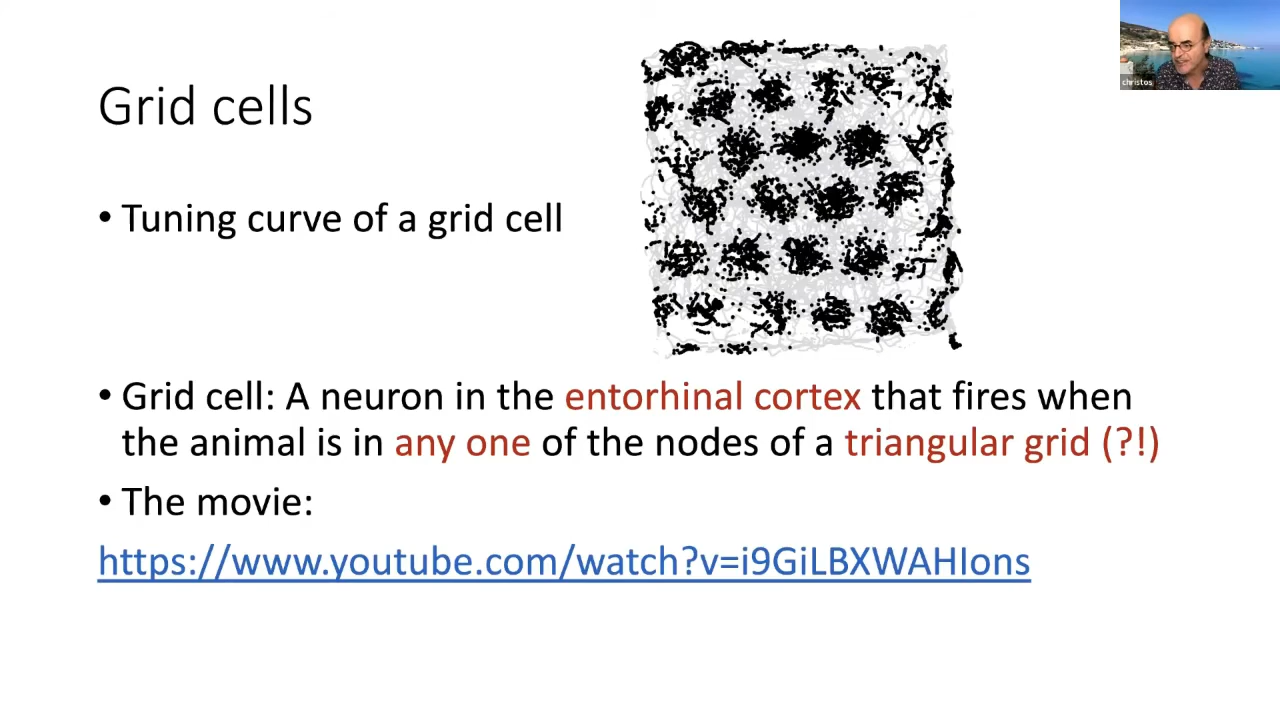 christos
Grid cells
• Tuning curve of a grid cell
• Grid cell: A neuron in the entorhinal cortex that fires when
the animal is in any one of the nodes of a triangular grid (?!)
• The movie:
https://www.youtube.com/watch?v=i9GiLBXWAHIons